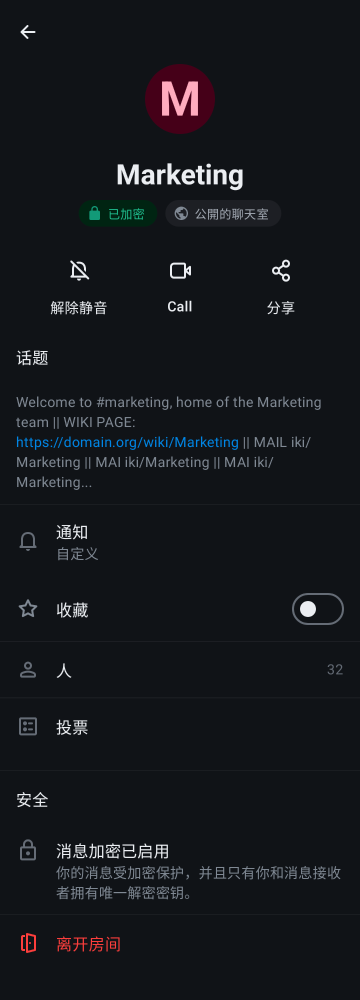 M
Marketing
已加密 公開的聊天室
解除静音 Call 分享
话题
Welcome to #marketing, home of the Marketing
team || WIKI PAGE:
https://domain.org/wiki/Marketing || MAIL iki/
Marketing || MAI iki/Marketing || MAI iki/
Marketing...
通知
自定义
收藏
人 32
投票
安全
消息加密已启用
你的消息受加密保护，并且只有你和消息接收
者拥有唯一解密密钥。
离开房间